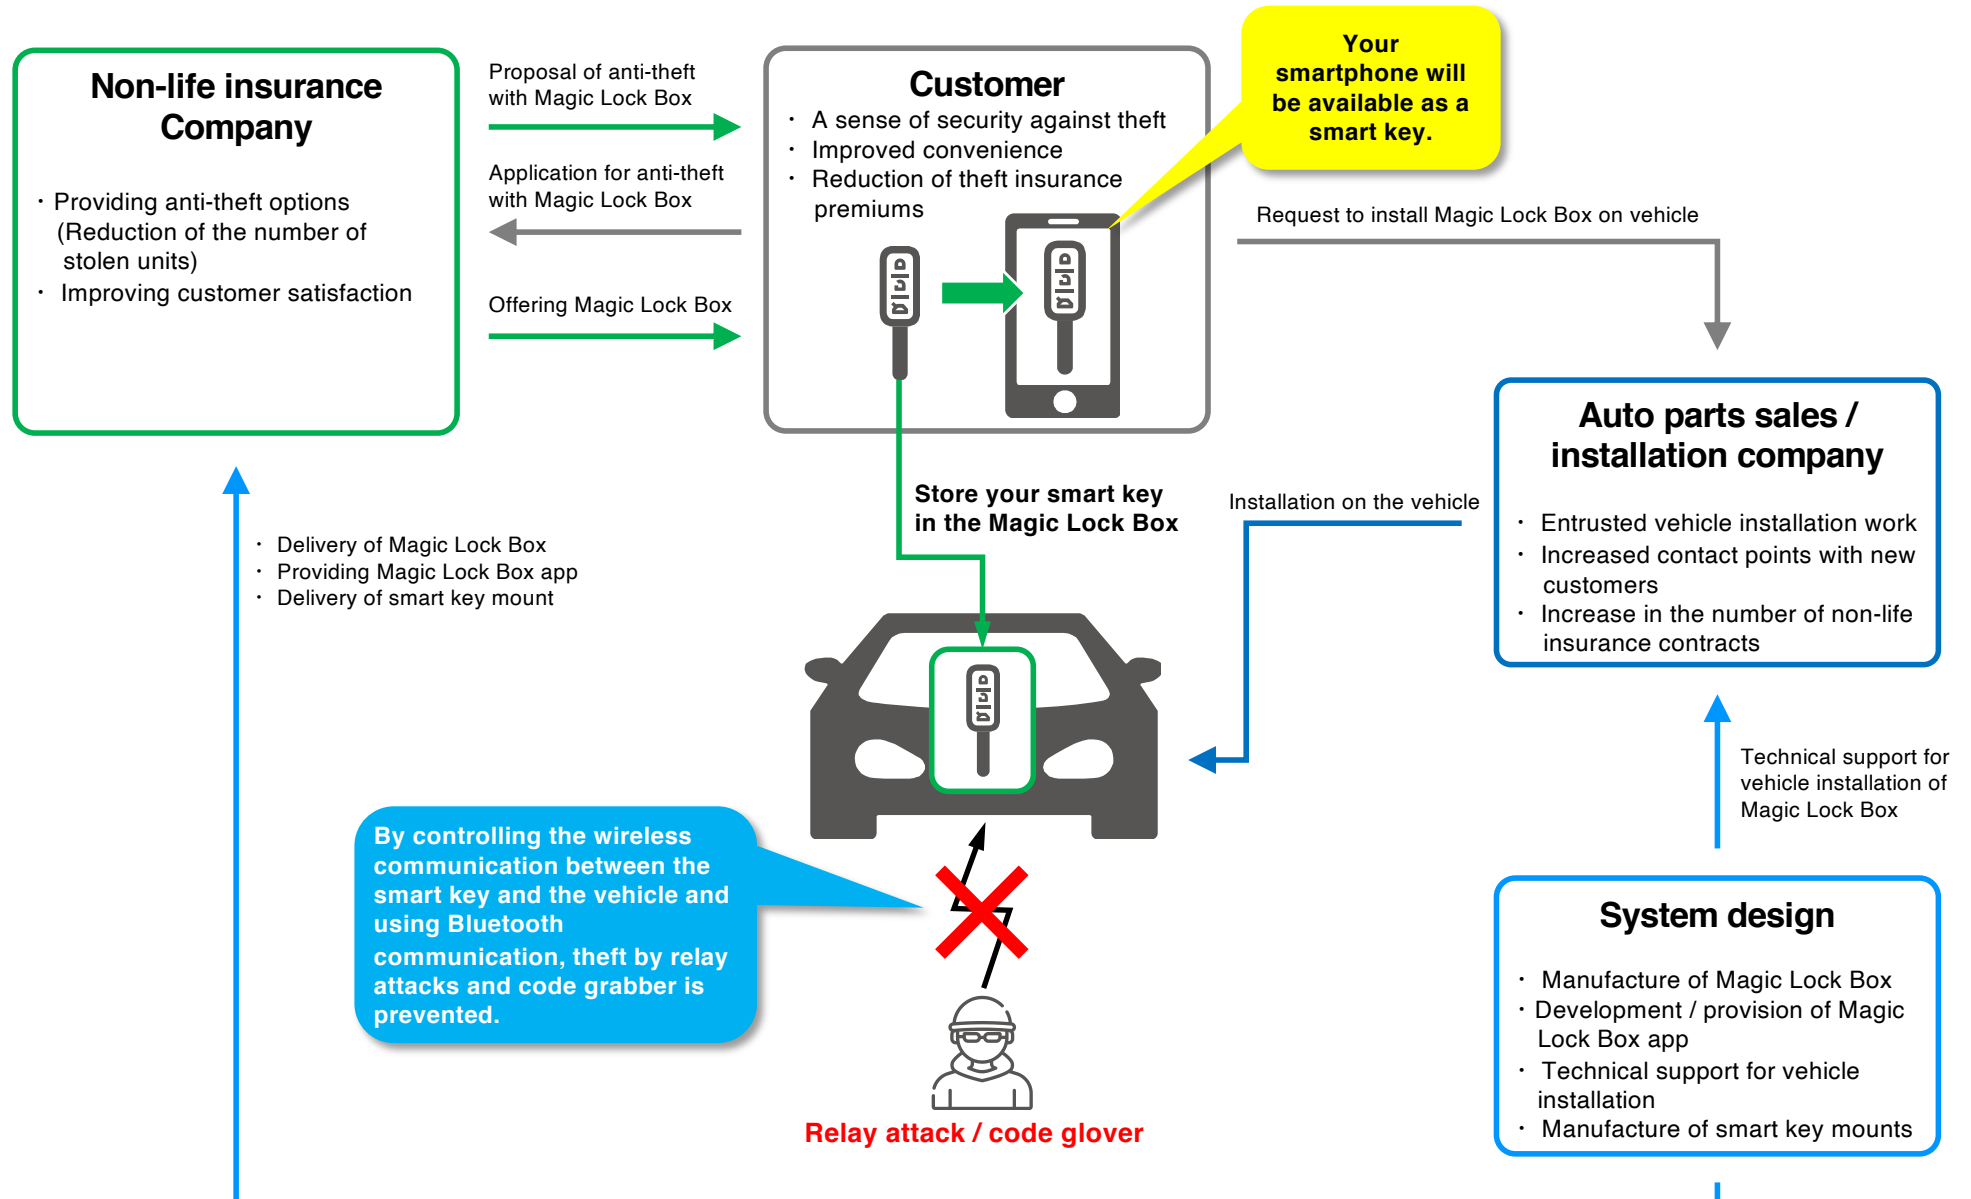 Non-life insurance
Company
・Providing anti-theft options
(Reduction of the number of
stolen units)
・ Improving customer satisfaction
Proposal of anti-theft
with Magic Lock Box
Application for anti-theft
with Magic Lock Box
Offering Magic Lock Box
Customer
・ A sense of security against theft
・ Improved convenience
・ Reduction of theft insurance
premiums
Your
smartphone will
be available as a
smart key.
Request to install Magic Lock Box on vehicle
Auto parts sales /
installation company
・ Entrusted vehicle installation work
・ Increased contact points with new
customers
・ Increase in the number of non-life
insurance contracts
Store your smart key
in the Magic Lock Box
Installation on the vehicle
・ Delivery of Magic Lock Box
・ Providing Magic Lock Box app
・ Delivery of smart key mount
Technical support for
vehicle installation of
Magic Lock Box
By controlling the wireless
communication between the
smart key and the vehicle and
using Bluetooth
communication, theft by relay
attacks and code grabber is
prevented.
System design
・ Manufacture of Magic Lock Box
・Development / provision of Magic
Lock Box app
・ Technical support for vehicle
installation
・ Manufacture of smart key mounts
Relay attack / code glover